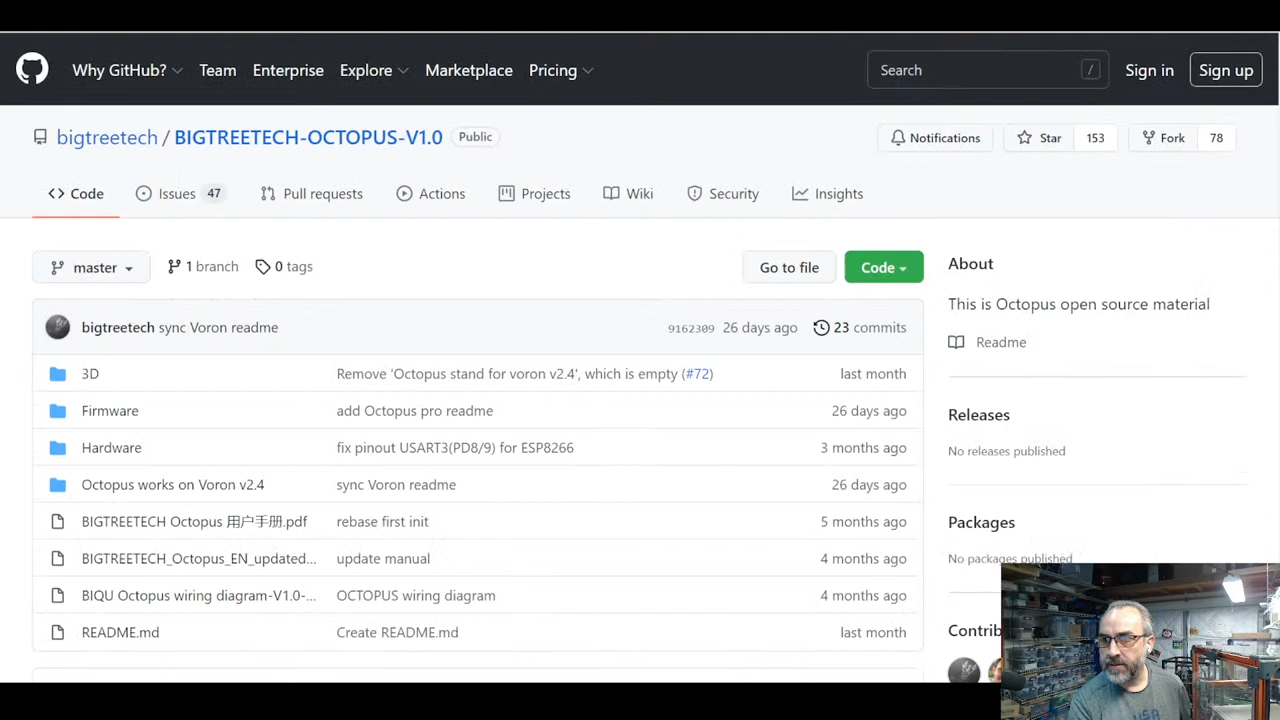 Why GitHub? Team Enterprise Explore Marketplace Pricing Search / Sign in Sign up
bigtreetech / BIGTREETECH-OCTOPUS-V1.0 Public Notifications Star 153 Fork 78
Code Issues 47 Pull requests Actions Projects Wiki Security Insights
master 1 branch 0 tags Go to file Code
bigtreetech sync Voron readme 9162309 26 days ago 23 commits
3D Remove 'Octopus stand for voron v2.4', which is empty (#72) last month
Firmware add Octopus pro readme 26 days ago
Hardware fix pinout USART3(PD8/9) for ESP8266 3 months ago
Octopus works on Voron v2.4 sync Voron readme 26 days ago
BIGTREETECH Octopus 用户手册.pdf rebase first init 5 months ago
BIGTREETECH_Octopus_EN_updated... update manual 4 months ago
BIQU Octopus wiring diagram-V1.0-... OCTOPUS wiring diagram 4 months ago
README.md Create README.md last month
About
This is Octopus open source material
Readme
Releases
No releases published
Packages
No packages published